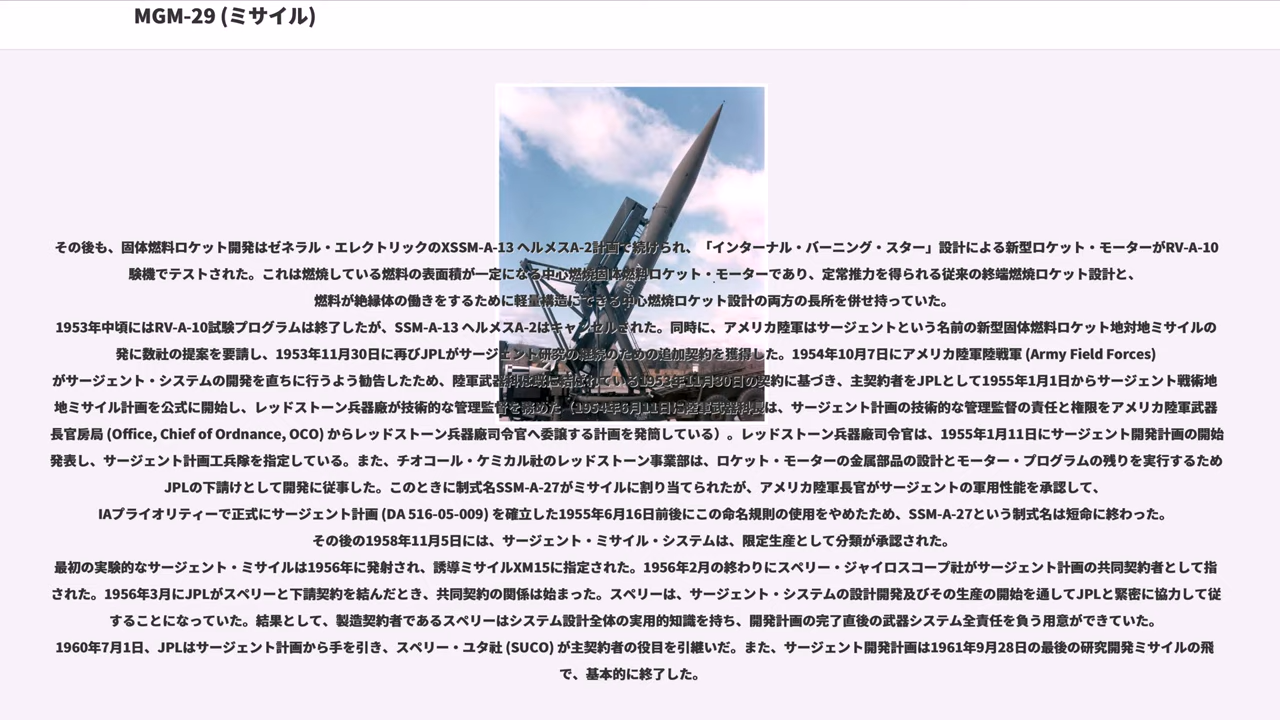 MGM-29 (ミサイル)
その後も、固体燃料ロケット開発はゼネラル・エレクトリックのXSSM-A-13 ヘルメスA-2計画で続けられ、「インターナル・バーニング・スター」設計による新型ロケット・モーターがRV-A-10
験機でテストされた。これは燃焼している燃料の表面積が一定になる中心燃焼固体燃料ロケット・モーターであり、定常推力を得られる従来の終端燃焼ロケット設計と、
燃料が絶縁体の働きをするために軽量構造にできる中心燃焼ロケット設計の両方の長所を併せ持っていた。
1953年中頃にはRV-A-10試験プログラムは終了したが、SSM-A-13 ヘルメスA-2はキャンセルされた。同時に、アメリカ陸軍はサージェントという名前の新型固体燃料ロケット地対地ミサイルの
発に数社の提案を要請し、1953年11月30日に再びJPLがサージェント研究の継続のための追加契約を獲得した。1954年10月7日にアメリカ陸軍陸戦軍 (Army Field Forces)
がサージェント・システムの開発を直ちに行うよう勧告したため、陸軍武器科は既に結ばれている1953年11月30日の契約に基づき、主契約者をJPLとして1955年1月1日からサージェント戦術地
地ミサイル計画を公式に開始し、レッドストーン兵器廠が技術的な管理監督を務めた（1954年6月11日に陸軍武器科長は、サージェント計画の技術的な管理監督の責任と権限をアメリカ陸軍武器
長官房局 (Office, Chief of Ordnance, OCO) からレッドストーン兵器廠司令官へ委譲する計画を発簡している）。レッドストーン兵器廠司令官は、1955年1月11日にサージェント開発計画の開始
発表し、サージェント計画工兵隊を指定している。また、チオコール・ケミカル社のレッドストーン事業部は、ロケット・モーターの金属部品の設計とモーター・プログラムの残りを実行するため
JPLの下請けとして開発に従事した。このときに制式名SSM-A-27がミサイルに割り当てられたが、アメリカ陸軍長官がサージェントの軍用性能を承認して、
IAプライオリティーで正式にサージェント計画 (DA 516-05-009) を確立した1955年6月16日前後にこの命名規則の使用をやめたため、SSM-A-27という制式名は短命に終わった。
その後の1958年11月5日には、サージェント・ミサイル・システムは、限定生産として分類が承認された。
最初の実験的なサージェント・ミサイルは1956年に発射され、誘導ミサイルXM15に指定された。1956年2月の終わりにスペリー・ジャイロスコープ社がサージェント計画の共同契約者として指
された。1956年3月にJPLがスペリーと下請契約を結んだとき、共同契約の関係は始まった。スペリーは、サージェント・システムの設計開発及びその生産の開始を通してJPLと緊密に協力して従
することになっていた。結果として、製造契約者であるスペリーはシステム設計全体の実用的知識を持ち、開発計画の完了直後の武器システム全責任を負う用意ができていた。
1960年7月1日、JPLはサージェント計画から手を引き、スペリー・ユタ社 (SUCO) が主契約者の役目を引継いだ。また、サージェント開発計画は1961年9月28日の最後の研究開発ミサイルの飛
で、基本的に終了した。